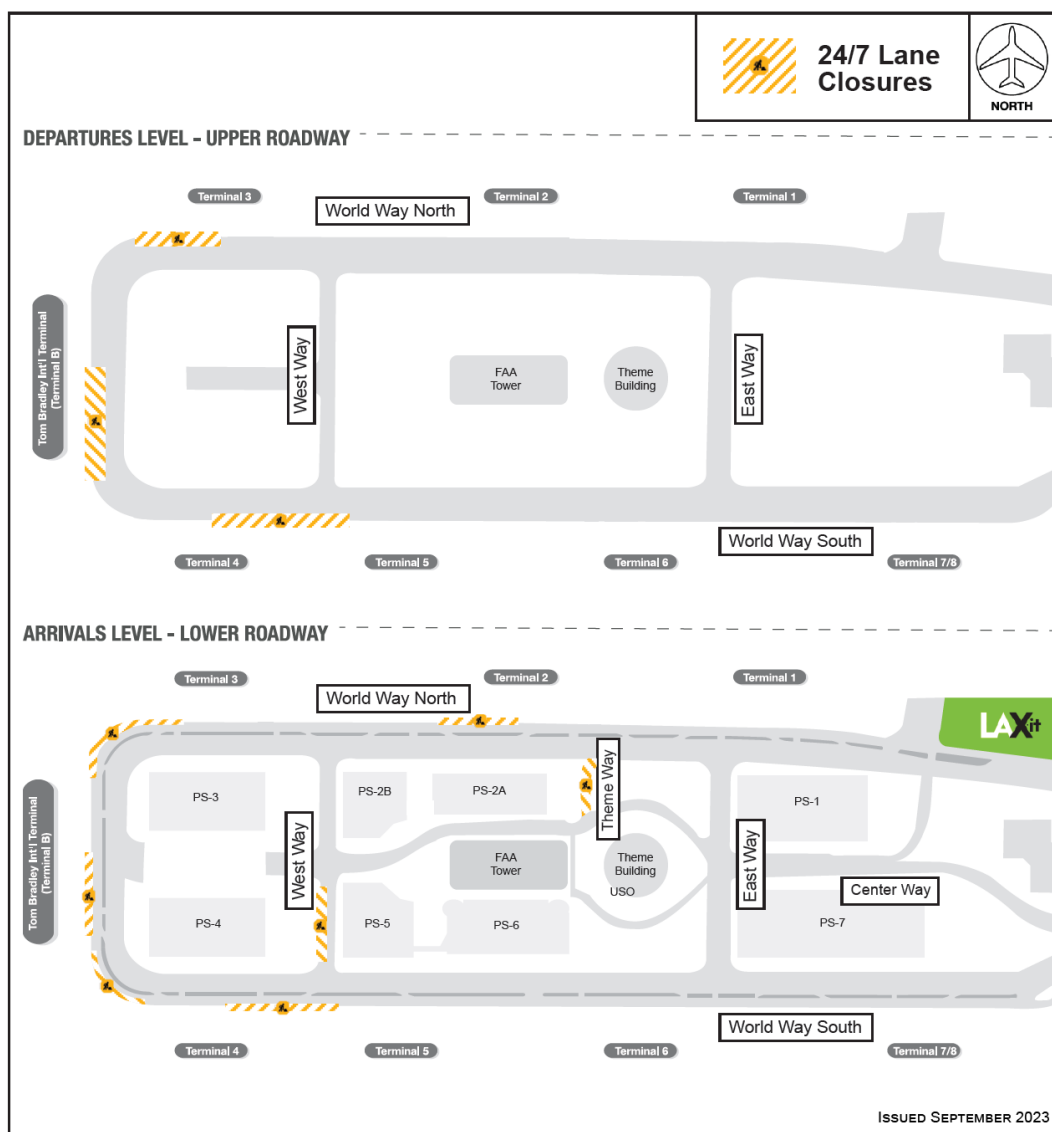 24/7 Lane
Closures
NORTH
DEPARTURES LEVEL - UPPER ROADWAY
Terminal 3
World Way North
Terminal 2
Terminal 1
Tom Bradley Int'l Terminal
(Terminal B)
West Way
FAA
Tower
Theme
Building
East Way
World Way South
Terminal 4
Terminal 5
Terminal 6
Terminal 7/8
ARRIVALS LEVEL - LOWER ROADWAY
Terminal 3
World Way North
Terminal 2
Terminal 1
LAXit
Tom Bradley Int'l Terminal
(Terminal B)
PS-3
PS-2B
PS-2A
Theme Way
PS-1
West Way
FAA
Tower
Theme
Building
USO
East Way
Center Way
PS-4
PS-5
PS-6
PS-7
World Way South
Terminal 4
Terminal 5
Terminal 6
Terminal 7/8
ISSUED SEPTEMBER 2023